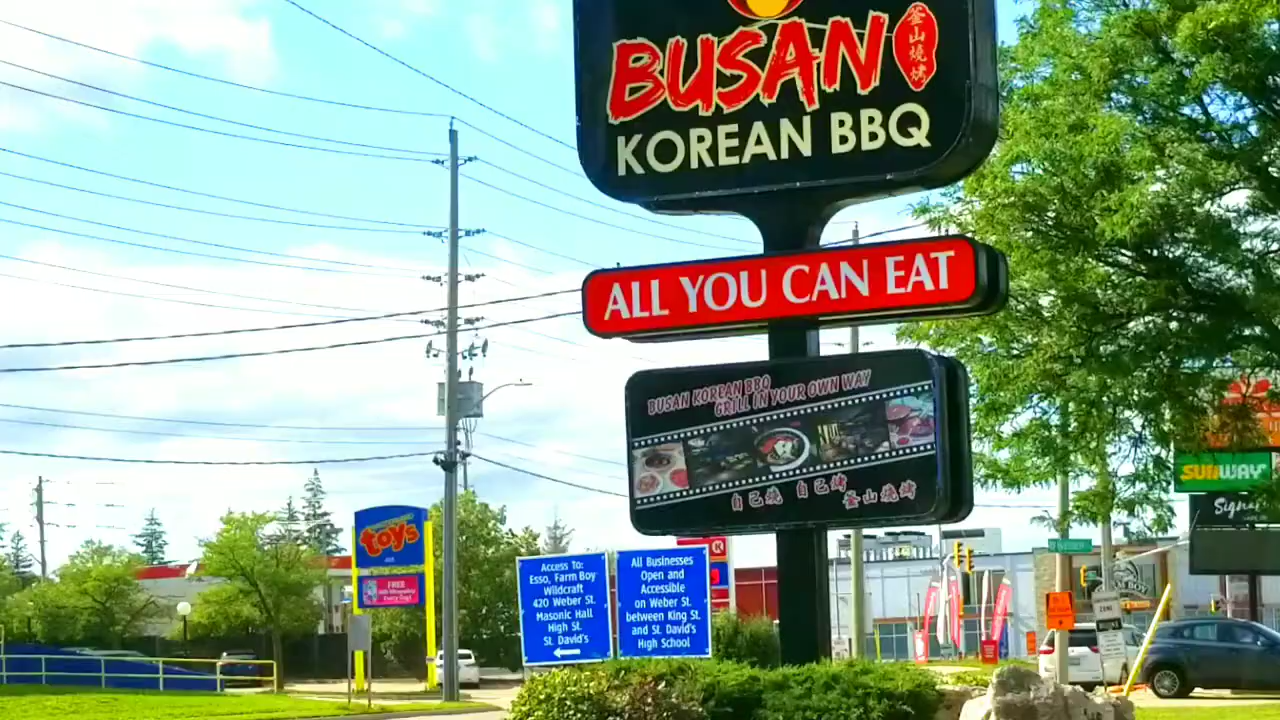 BUSAN
釜山燒烤
KOREAN BBQ
ALL YOU CAN EAT
BUSAN KOREAN BBQ
GRILL IN YOUR OWN WAY
自己燒 自己烤 釜山燒烤
toys
FREE
Access To:
Esso, Farm Boy
Wildcraft
420 Weber St.
Masonic Hall
High St.
St. David's
All Businesses
Open and
Accessible
on Weber St.
between King St.
and St. David's
High School
K
SUBWAY